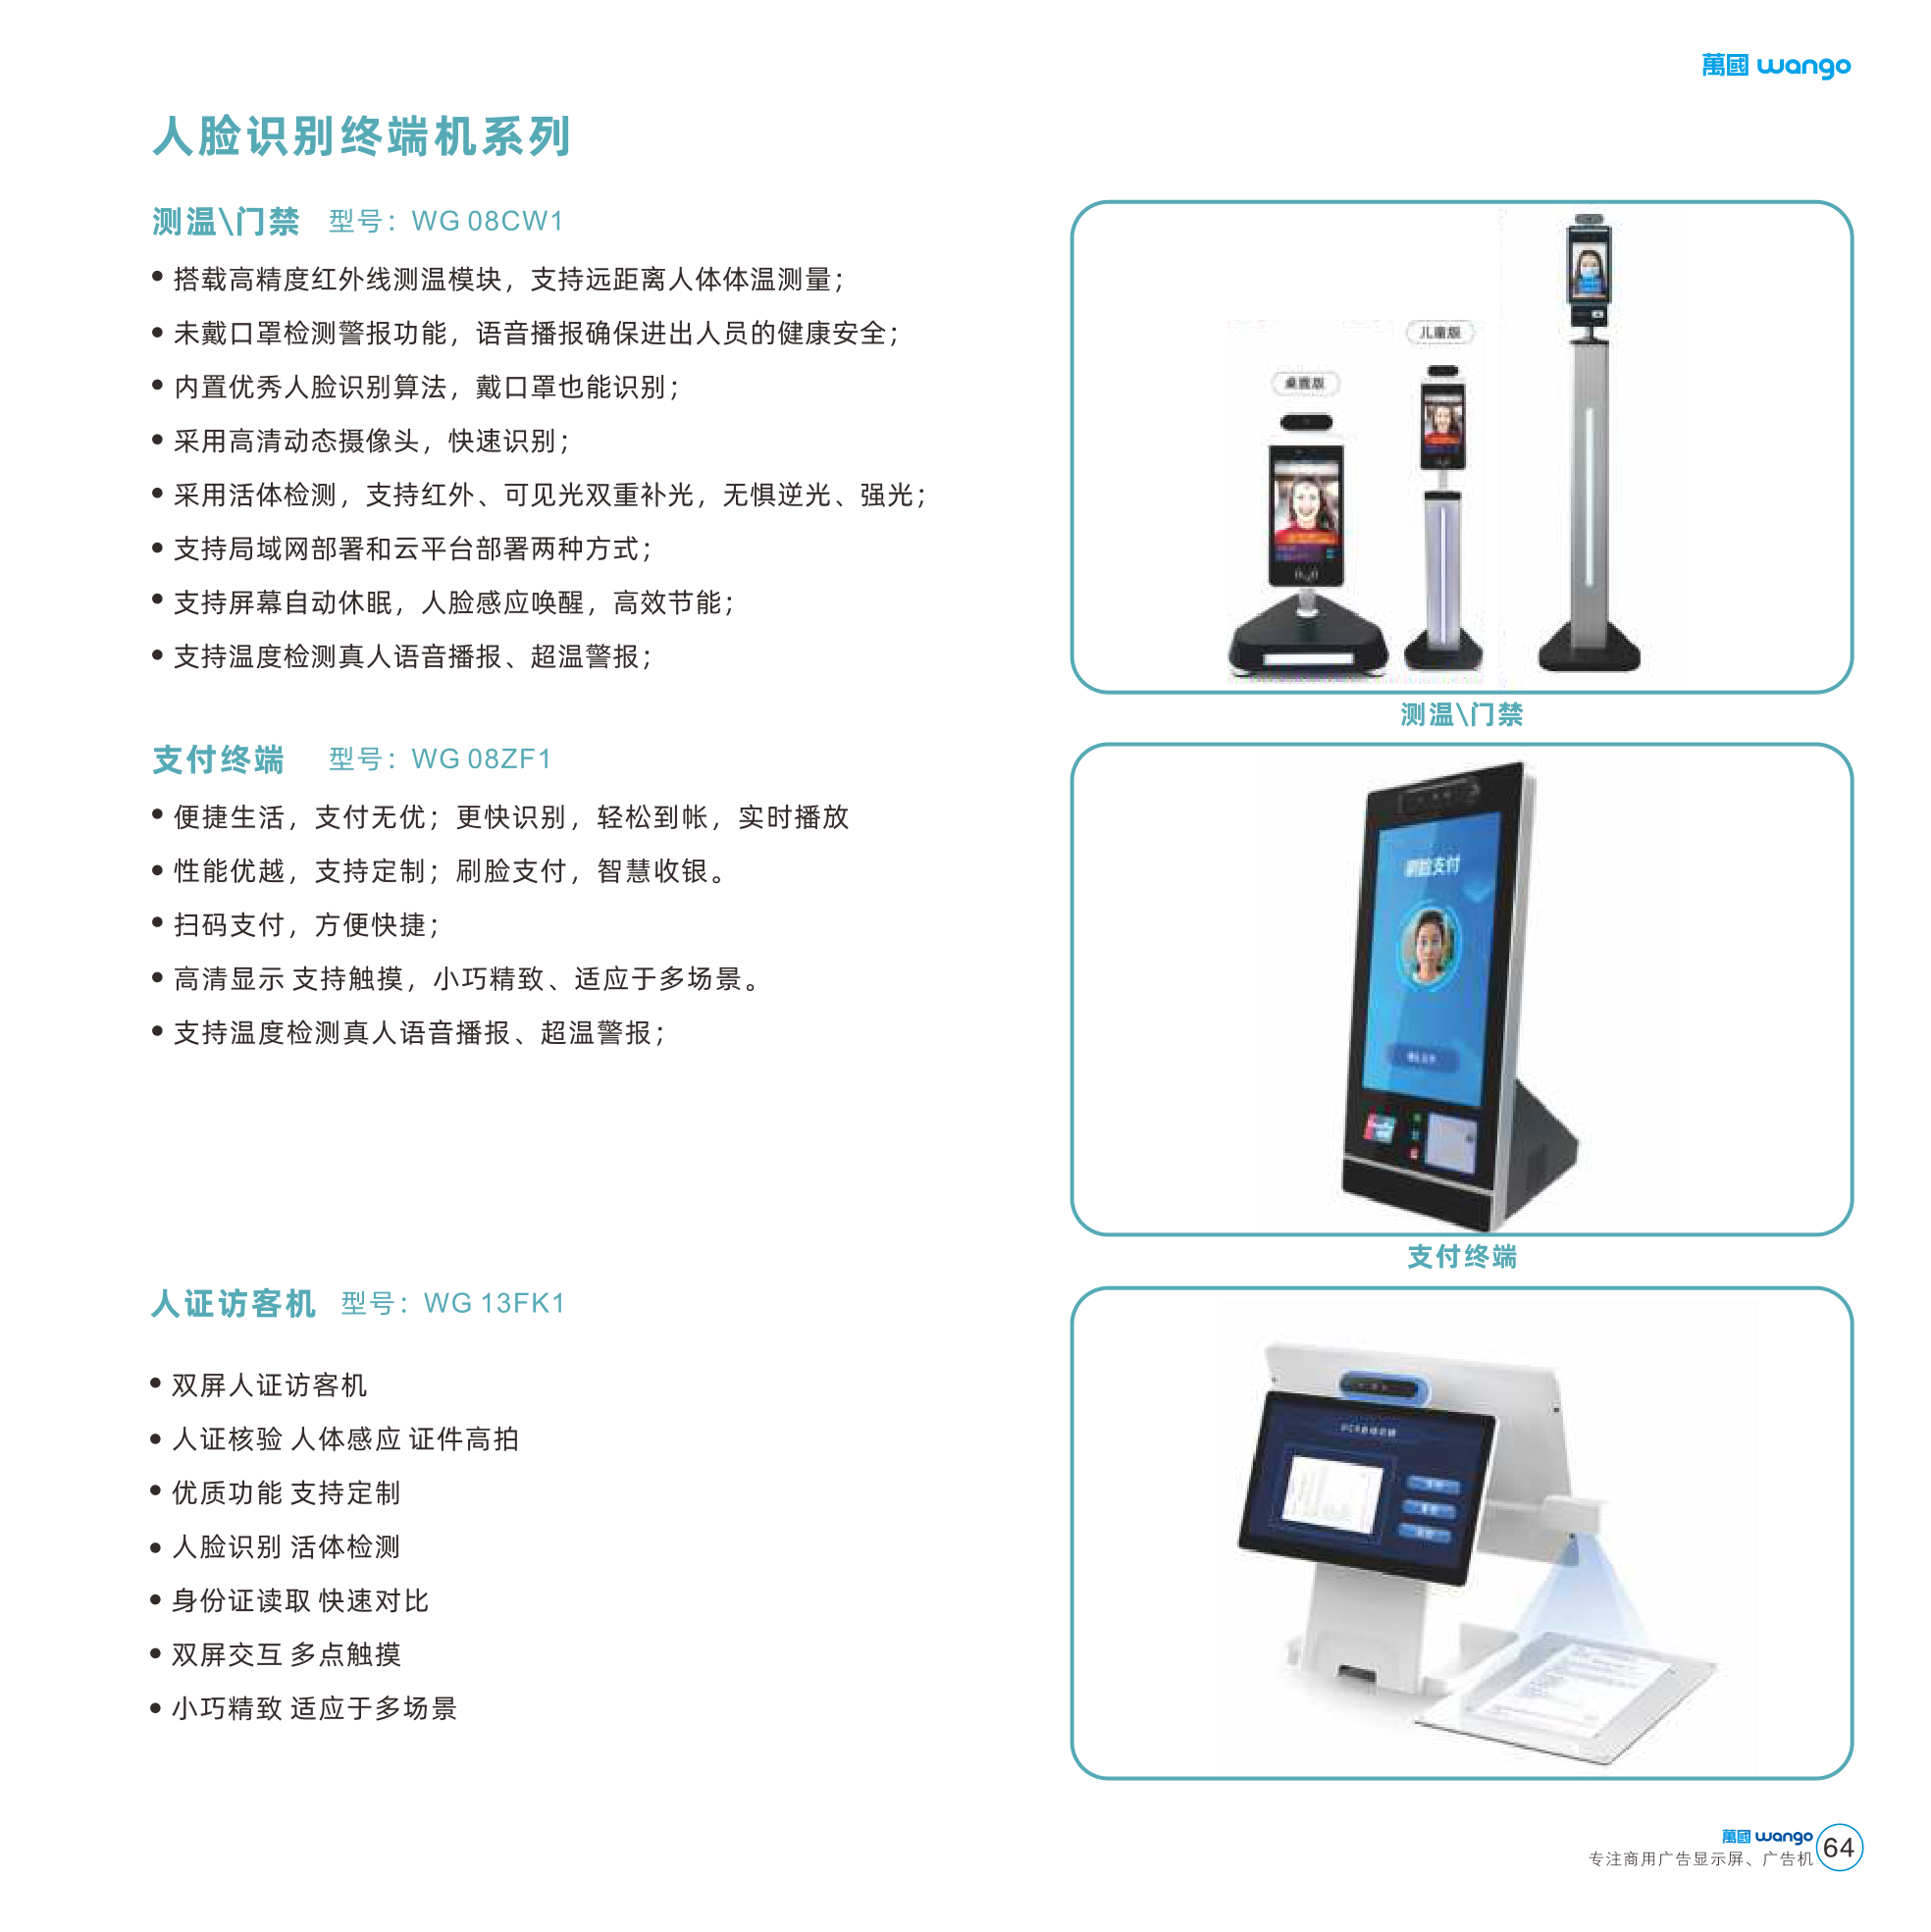 萬國 wango
人脸识别终端机系列
测温\门禁 型号：WG 08CW1
● 搭载高精度红外线测温模块，支持远距离人体体温测量；
● 未戴口罩检测警报功能，语音播报确保进出人员的健康安全；
● 内置优秀人脸识别算法，戴口罩也能识别；
● 采用高清动态摄像头，快速识别；
● 采用活体检测，支持红外、可见光双重补光，无惧逆光、强光；
● 支持局域网部署和云平台部署两种方式；
● 支持屏幕自动休眠，人脸感应唤醒，高效节能；
● 支持温度检测真人语音播报、超温警报；
桌面版
儿童版
测温\门禁
支付终端 型号：WG 08ZF1
● 便捷生活，支付无优；更快识别，轻松到帐，实时播放
● 性能优越，支持定制；刷脸支付，智慧收银。
● 扫码支付，方便快捷；
● 高清显示 支持触摸，小巧精致、适应于多场景。
● 支持温度检测真人语音播报、超温警报；
刷脸支付
支付终端
人证访客机 型号：WG 13FK1
● 双屏人证访客机
● 人证核验 人体感应 证件高拍
● 优质功能 支持定制
● 人脸识别 活体检测
● 身份证读取 快速对比
● 双屏交互 多点触摸
● 小巧精致 适应于多场景
萬國 wango
专注商用广告显示屏、广告机
64